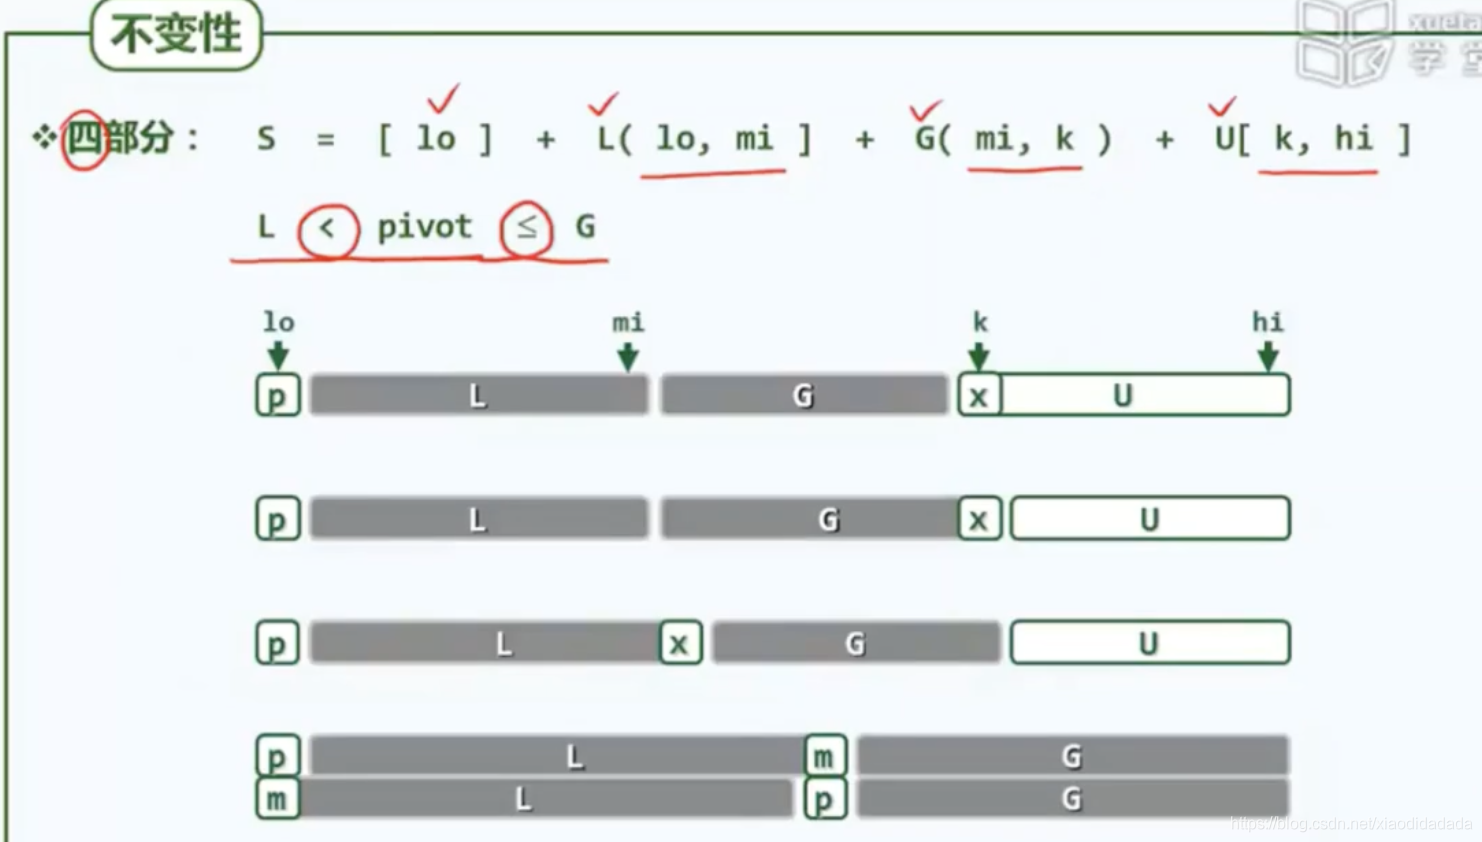 不变性
xueta
学堂
❖ 四部分： S = [ lo ] + L( lo, mi ] + G( mi, k ) + U[ k, hi ]
L < pivot ≤ G
lo mi k hi
p L G x U
p L G x U
p L x G U
p L m G
m L p G
https://blog.csdn.net/xiaodidadada